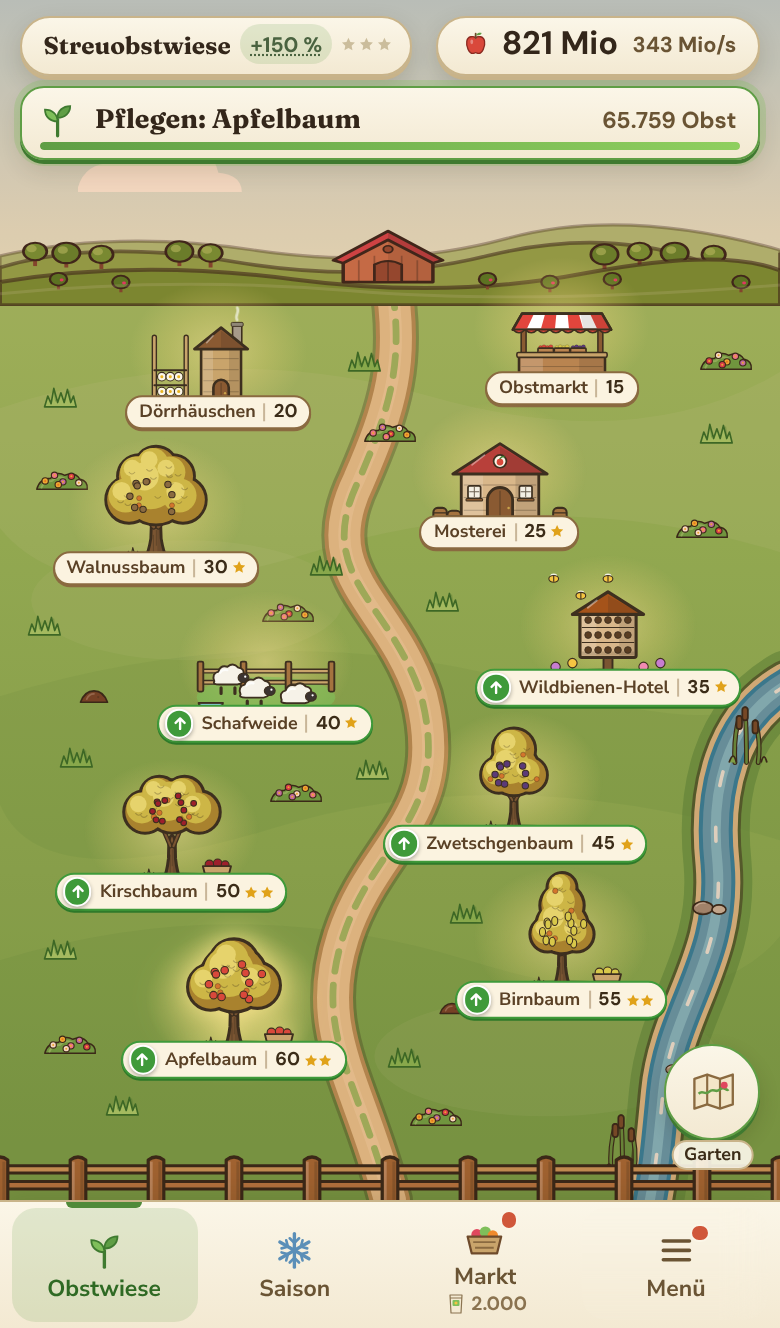 Streuobstwiese +150 %
821 Mio 343 Mio/s
Pflegen: Apfelbaum 65.759 Obst
Obstmarkt | 15
Dörrhäuschen | 20
Mosterei | 25
Walnussbaum | 30
Wildbienen-Hotel | 35
Schafweide | 40
Zwetschgenbaum | 45
Kirschbaum | 50
Birnbaum | 55
Apfelbaum | 60
Garten
Obstwiese
Saison
Markt
2.000
Menü